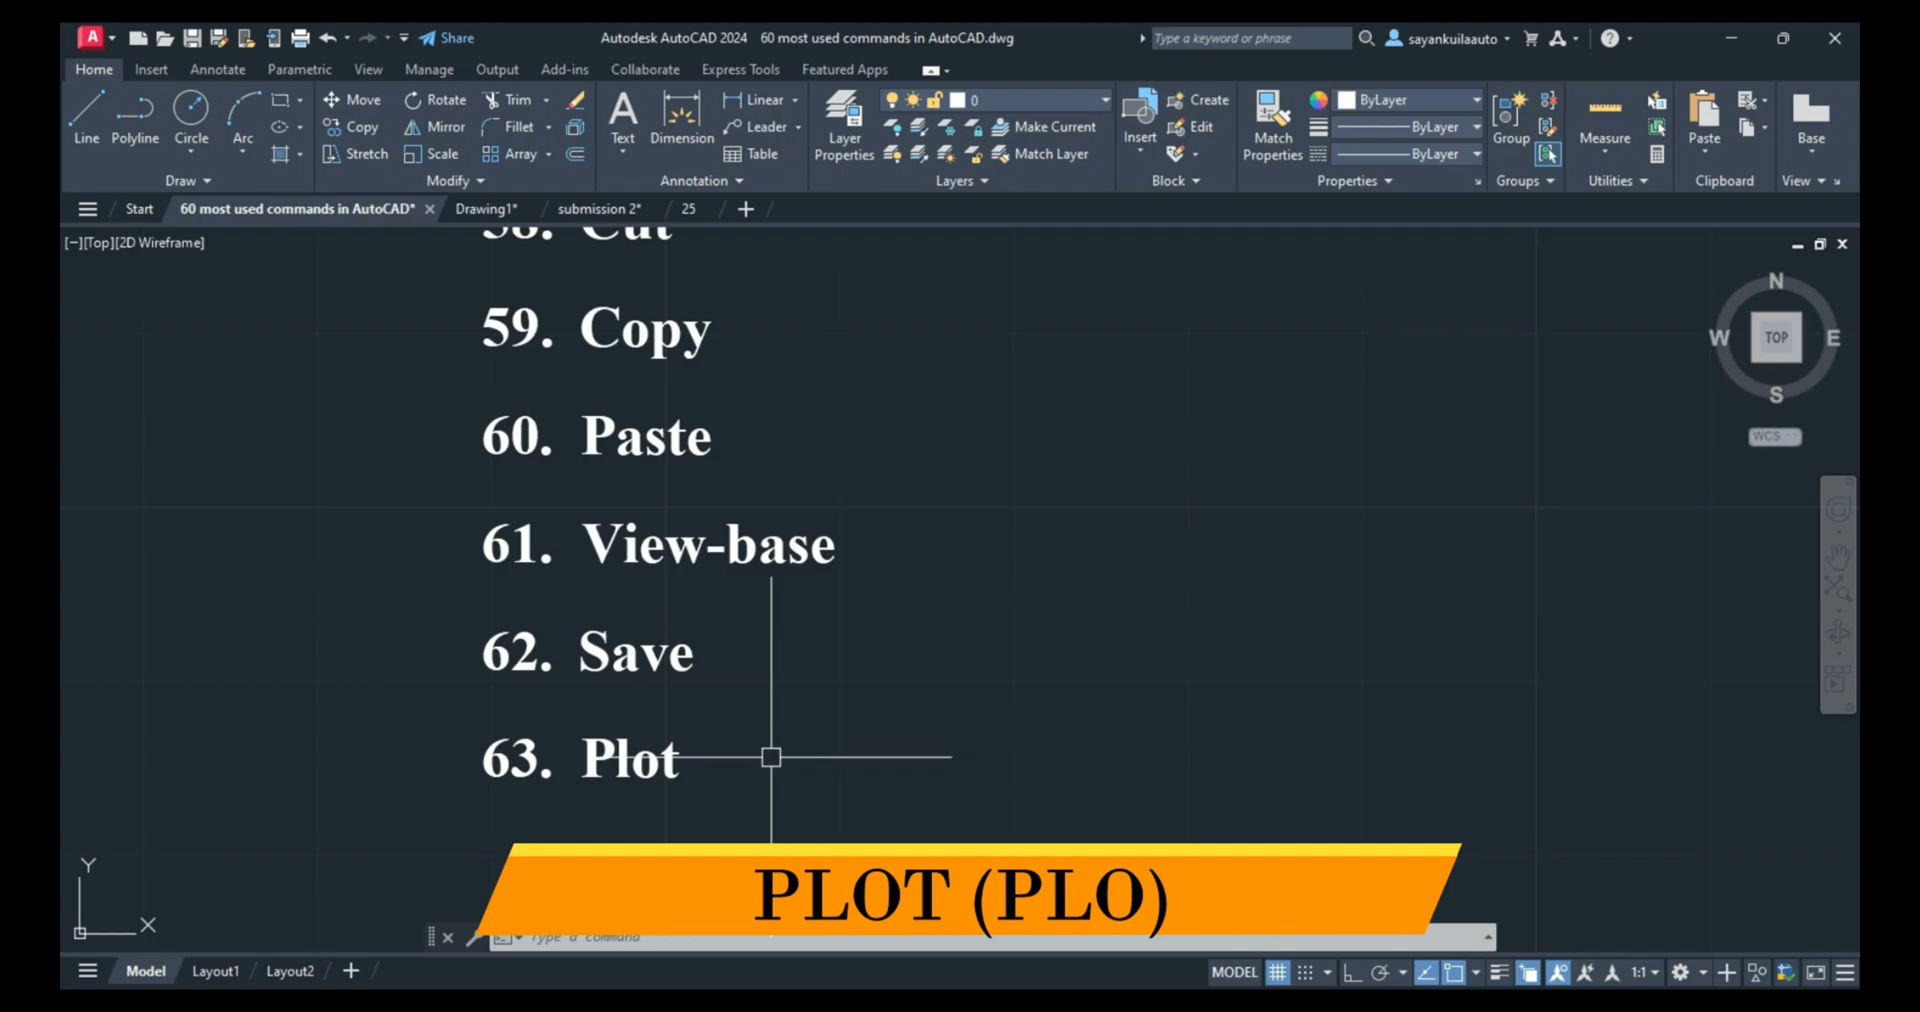 A
Share
Autodesk AutoCAD 2024 60 most used commands in AutoCAD.dwg
Type a keyword or phrase
sayankuilaauto
Home Insert Annotate Parametric View Manage Output Add-ins Collaborate Express Tools Featured Apps
Line Polyline Circle Arc
Draw
Move Rotate Trim
Copy Mirror Fillet
Stretch Scale Array
Modify
Text Dimension
Linear
Leader
Table
Annotation
Layer Properties
0
Make Current
Match Layer
Layers
Insert
Create
Edit
Block
Match Properties
ByLayer
ByLayer
ByLayer
Properties
Group
Groups
Measure
Utilities
Paste
Clipboard
Base
View
Start 60 most used commands in AutoCAD* Drawing1* submission 2* 25
[−][Top][2D Wireframe]
58. Cut
59. Copy
60. Paste
61. View-base
62. Save
63. Plot
N
W TOP E
S
WCS
Y
X
PLOT (PLO)
Type a command
Model Layout1 Layout2
MODEL 1:1